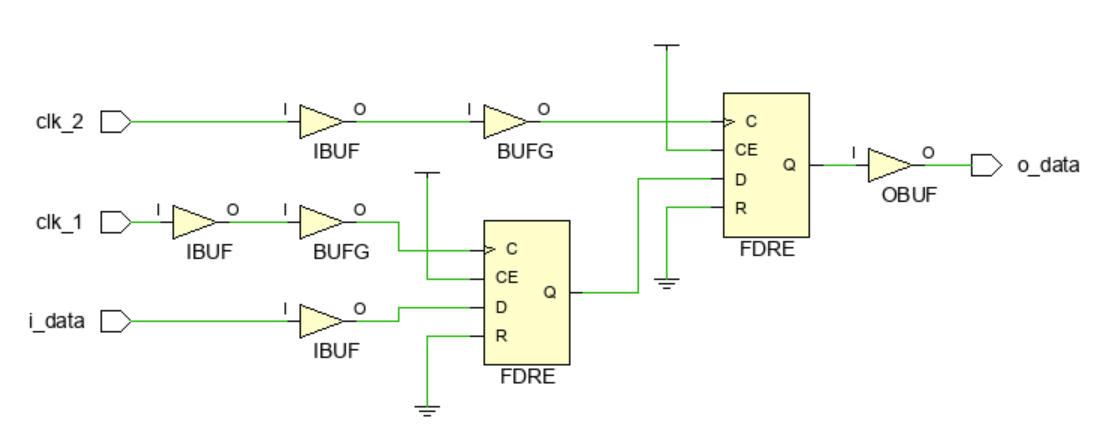 clk_2
I
O
IBUF
I
O
BUFG
C
CE
D
R
Q
FDRE
I
O
OBUF
o_data
clk_1
I
O
IBUF
I
O
BUFG
C
CE
D
R
Q
FDRE
i_data
I
O
IBUF